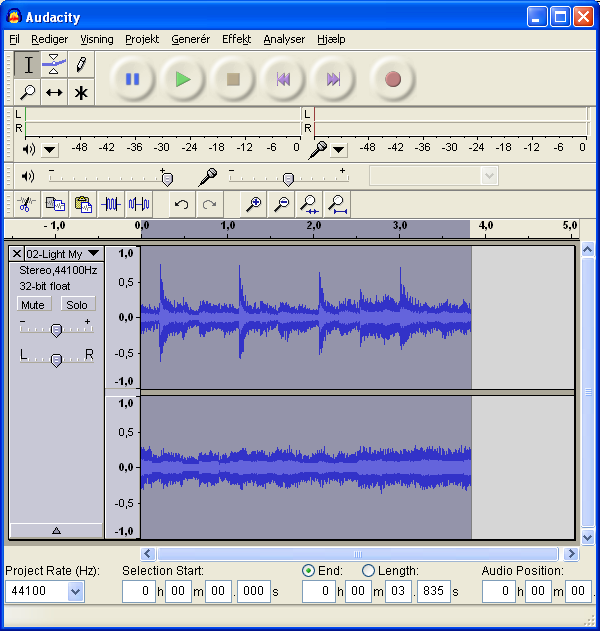 Audacity
Fil Rediger Visning Projekt Generér Effekt Analyser Hjælp
L L
R R
-48 -42 -36 -30 -24 -18 -12 -6 0 -48 -42 -36 -30 -24 -18 -12 -6 0
- + - +
- 1,0 0,0 1,0 2,0 3,0 4,0 5,0
02-Light My
Stereo,44100Hz
32-bit float
Mute Solo
- +
L R
1,0
0,5
0,0
-0,5
-1,0
1,0
0,5
0,0
-0,5
-1,0
Project Rate (Hz): Selection Start: End: Length: Audio Position:
44100 0 h 00 m 00 . 000 s 0 h 00 m 03 . 835 s 0 h 00 m 00 .